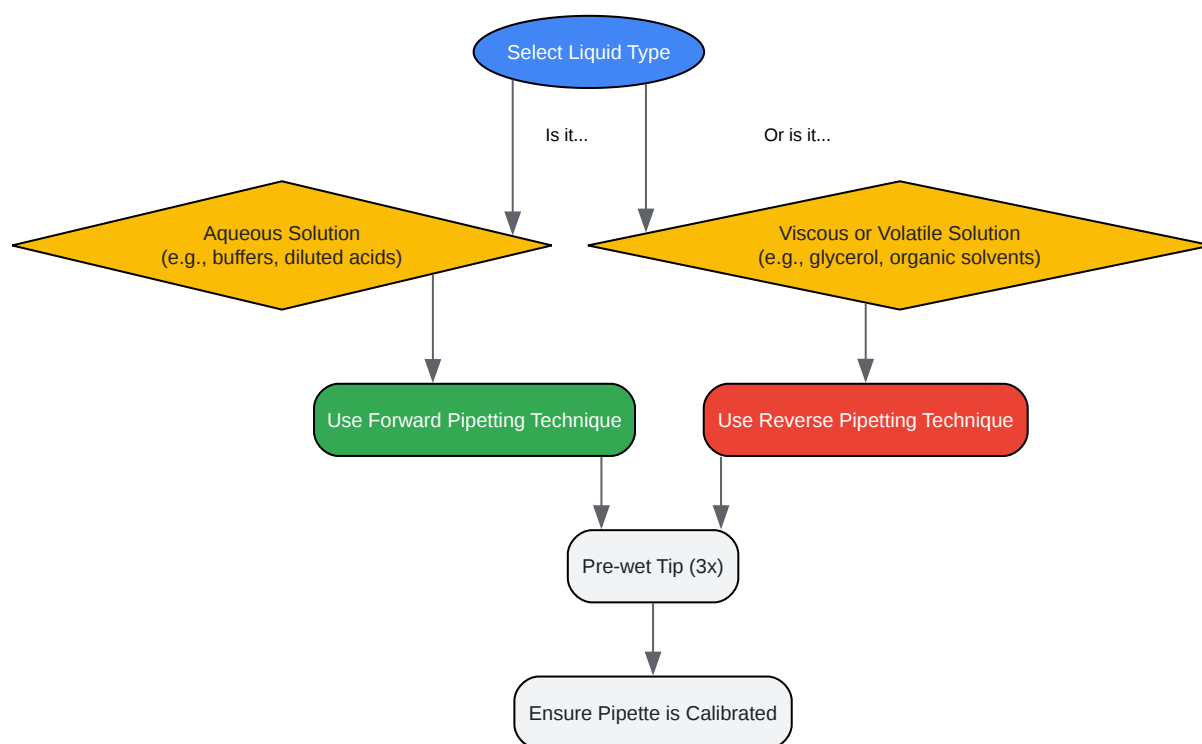 Select Liquid Type
Is it...
Or is it...
Aqueous Solution
(e.g., buffers, diluted acids)
Viscous or Volatile Solution
(e.g., glycerol, organic solvents)
Use Forward Pipetting Technique
Use Reverse Pipetting Technique
Pre-wet Tip (3x)
Ensure Pipette is Calibrated